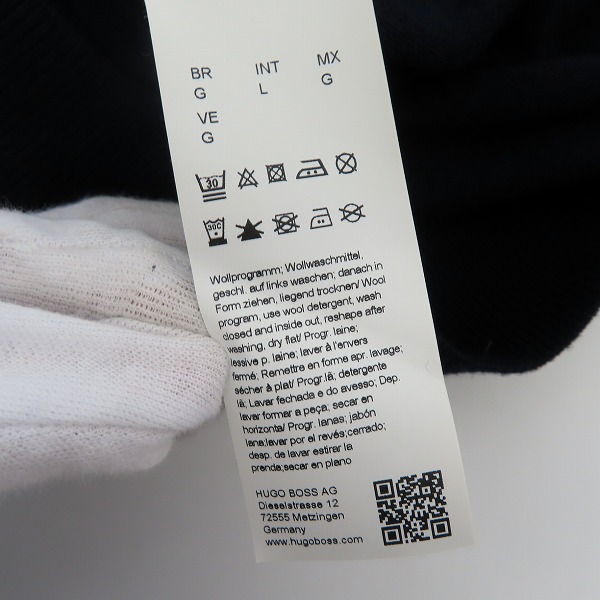 BR INT MX
G L G
VE
G
30
30C
Wollprogramm; Wollwaschmittel,
geschl. auf links waschen; danach in
Form ziehen, liegend trocknen/ Wool
program, use wool detergent, wash
closed and inside out, reshape after
washing, dry flat/ Progr. laine;
lessive p. laine; laver à l'envers
fermé; Remettre en forme apr. lavage;
sécher à plat/ Progr.lã; detergente
lã; Lavar fechada e do avesso; Dep.
lavar formar a peça; secar en
horizontal/ Progr. lanas; jabón
lana;lavar por el revés;cerrado;
desp. de lavar estirar la
prenda;secar en plano
HUGO BOSS AG
Dieselstrasse 12
72555 Metzingen
Germany
www.hugoboss.com